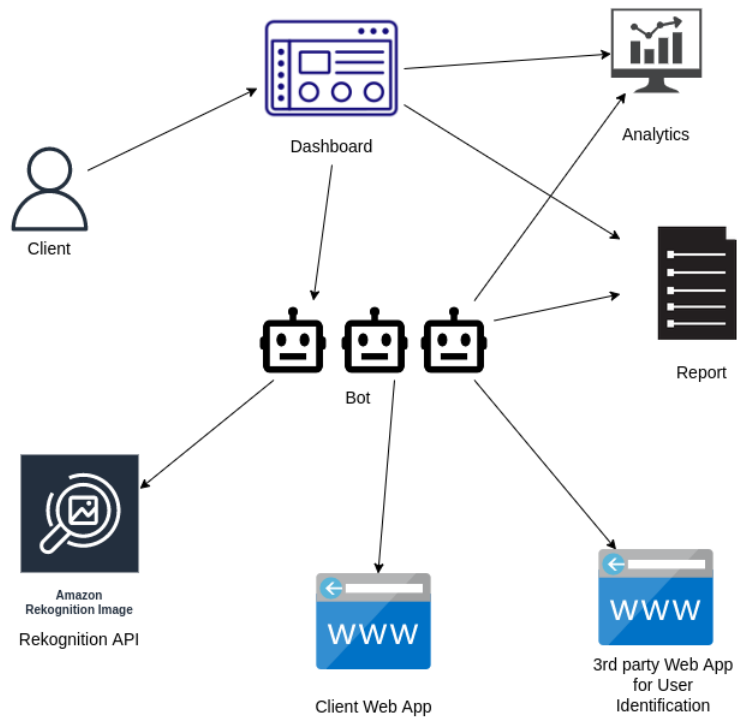 Dashboard
Analytics
Client
Report
Bot
Amazon
Rekognition Image
Rekognition API
WWW
Client Web App
WWW
3rd party Web App
for User
Identification